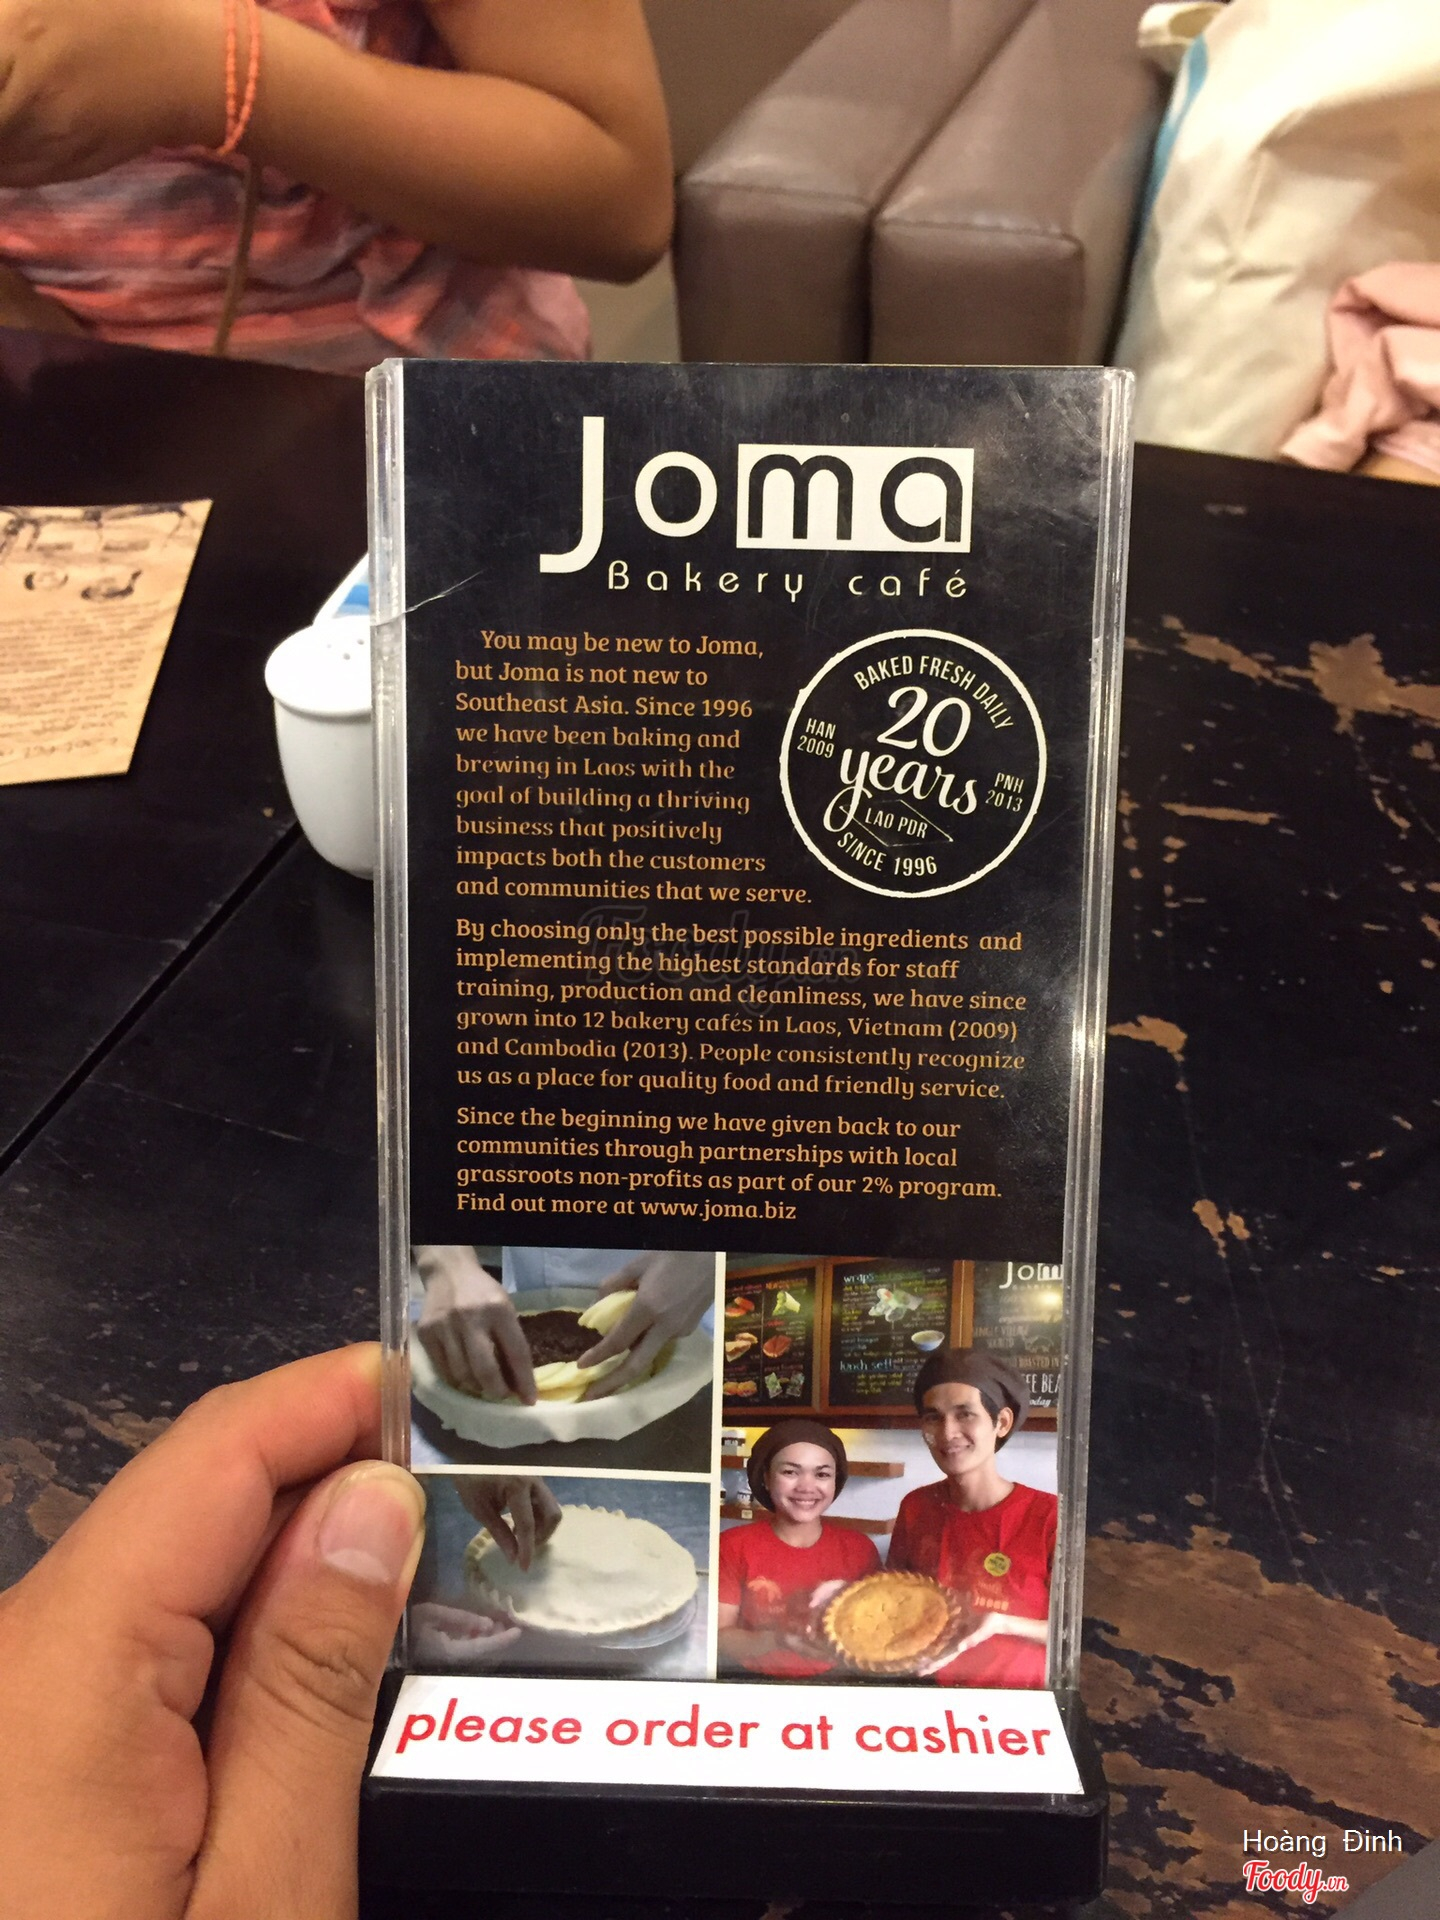 Joma
Bakery café
You may be new to Joma,
but Joma is not new to
Southeast Asia. Since 1996
we have been baking and
brewing in Laos with the
goal of building a thriving
business that positively
impacts both the customers
and communities that we serve.
BAKED FRESH DAILY
20
years
HAN
2009
PNH
2013
LAO PDR
SINCE 1996
By choosing only the best possible ingredients and
implementing the highest standards for staff
training, production and cleanliness, we have since
grown into 12 bakery cafés in Laos, Vietnam (2009)
and Cambodia (2013). People consistently recognize
us as a place for quality food and friendly service.
Since the beginning we have given back to our
communities through partnerships with local
grassroots non-profits as part of our 2% program.
Find out more at www.joma.biz
Foody.vn
wraps
lunch set
Jom
please order at cashier
Hoàng Đinh
Foody.vn